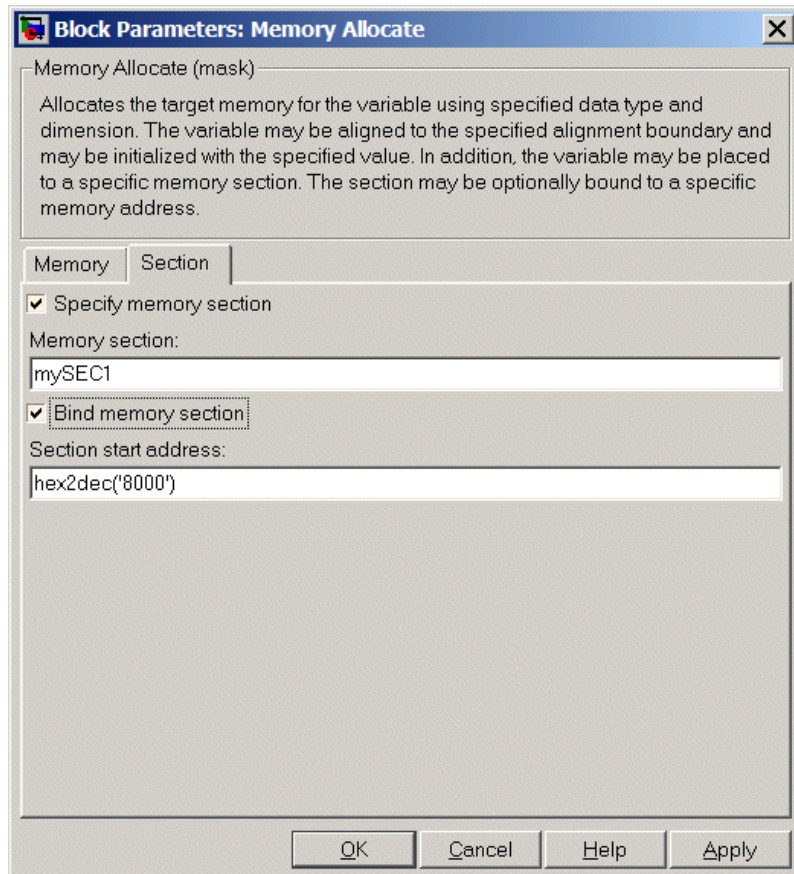 Block Parameters: Memory Allocate
Memory Allocate (mask)
Allocates the target memory for the variable using specified data type and
dimension. The variable may be aligned to the specified alignment boundary and
may be initialized with the specified value. In addition, the variable may be placed
to a specific memory section. The section may be optionally bound to a specific
memory address.
Memory Section
Specify memory section
Memory section:
mySEC1
Bind memory section
Section start address:
hex2dec('8000')
OK Cancel Help Apply